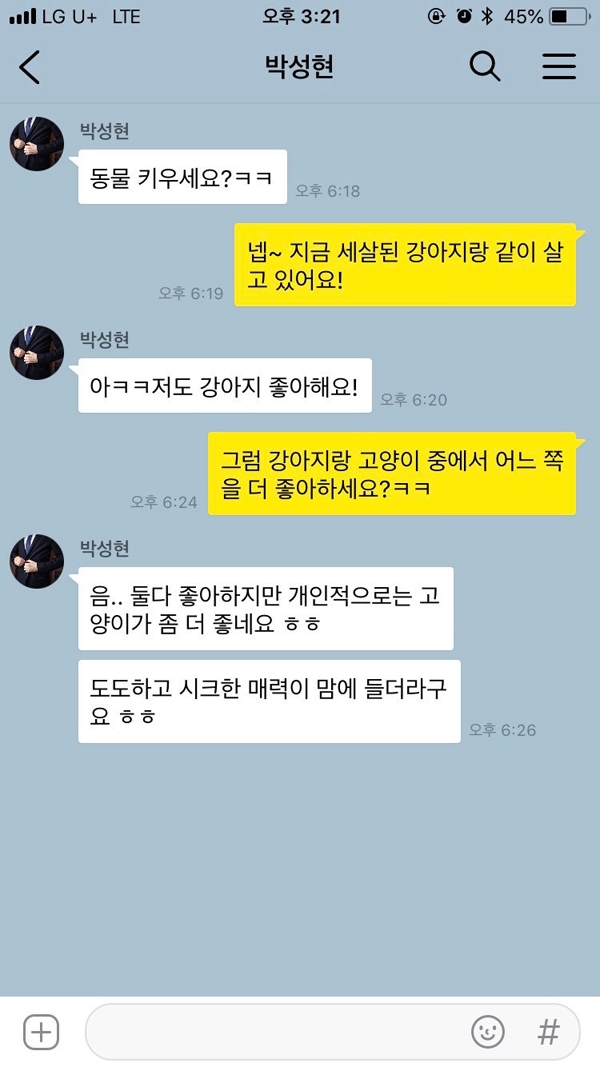 LG U+ LTE 오후 3:21 45%
박성현
박성현
동물 키우세요?ㅋㅋ
오후 6:18
넵~ 지금 세살된 강아지랑 같이 살
고 있어요!
오후 6:19
박성현
아ㅋㅋ저도 강아지 좋아해요!
오후 6:20
그럼 강아지랑 고양이 중에서 어느 쪽
을 더 좋아하세요?ㅋㅋ
오후 6:24
박성현
음.. 둘다 좋아하지만 개인적으로는 고
양이가 좀 더 좋네요 ㅎㅎ
도도하고 시크한 매력이 맘에 들더라구
요 ㅎㅎ
오후 6:26
#